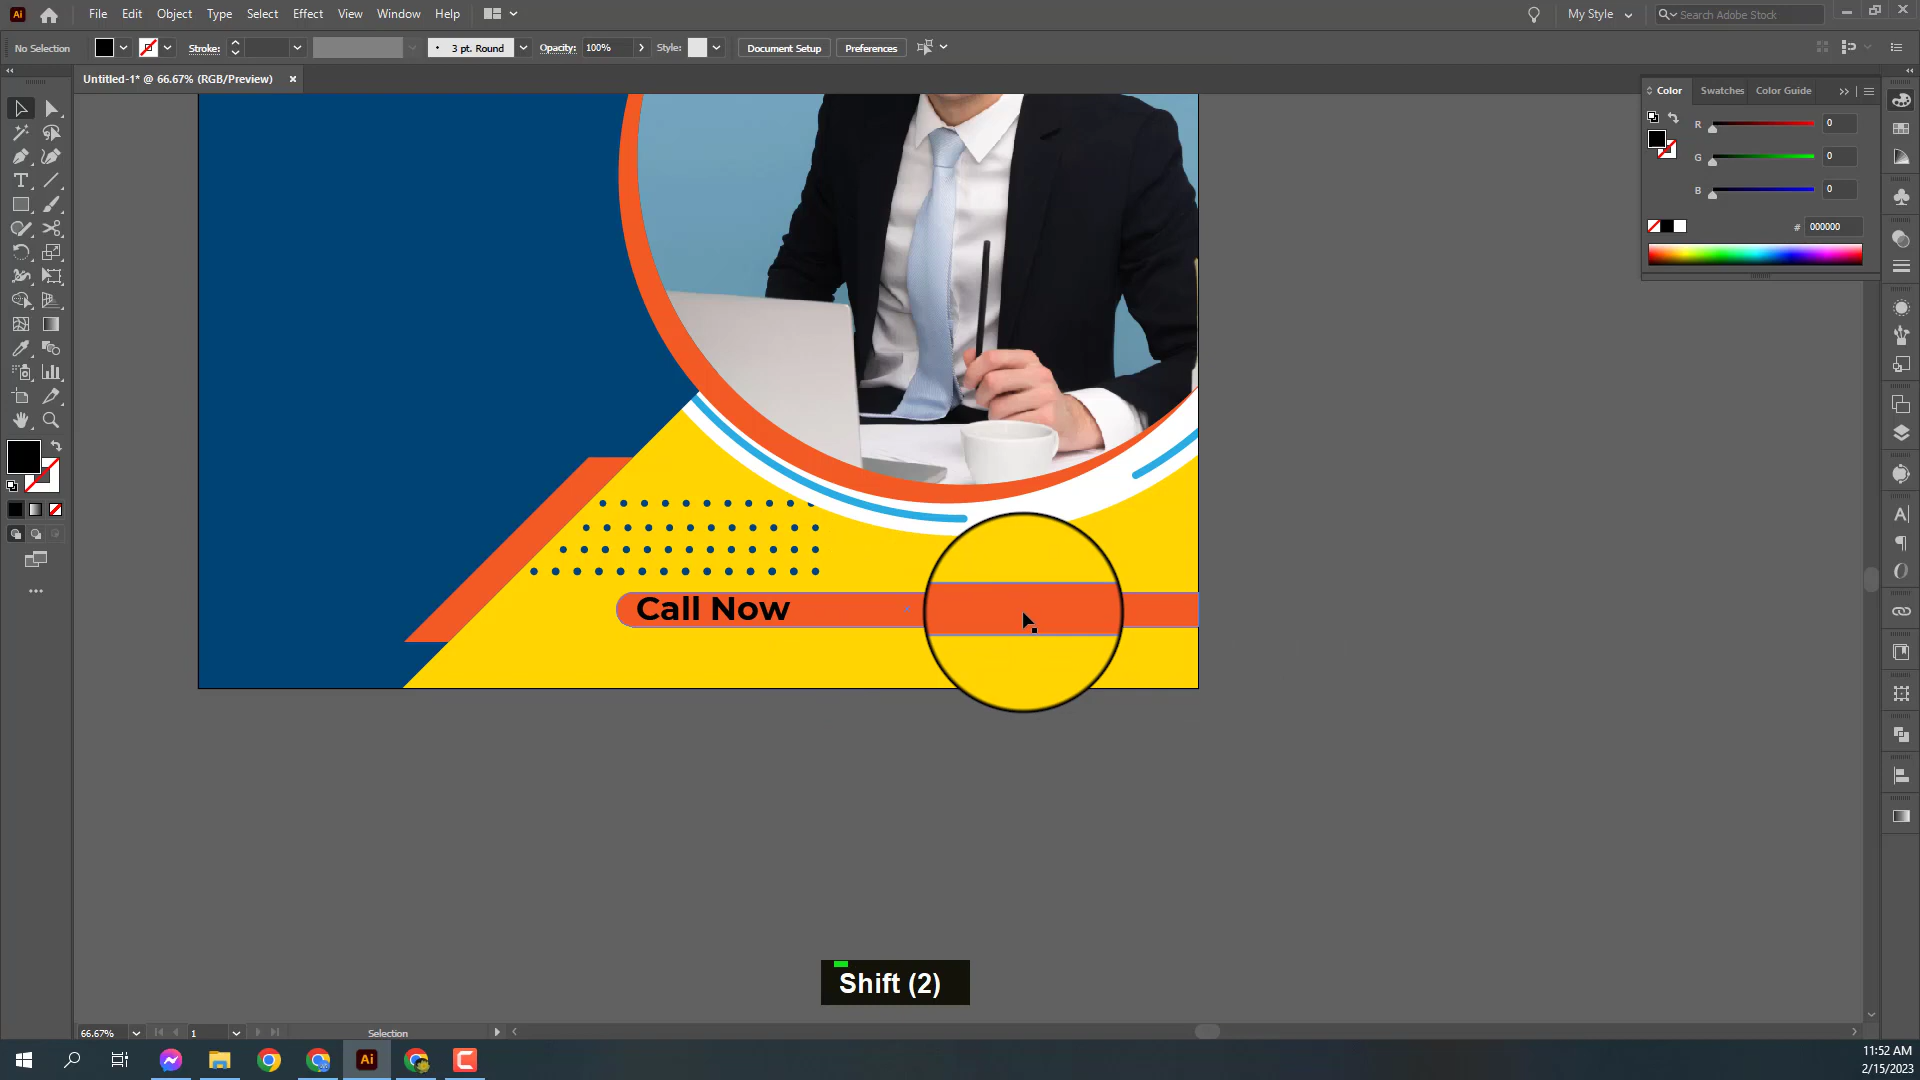 Ai File Edit Object Type Select Effect View Window Help My Style Search Adobe Stock
No Selection Stroke: 3 pt. Round Opacity: 100% Style: Document Setup Preferences
Untitled-1* @ 66.67% (RGB/Preview) ×
Color Swatches Color Guide
R 0
G 0
B 0
# 000000
Call Now
Shift (2)
66.67% 1 Selection
Ai
11:52 AM
2/15/2023